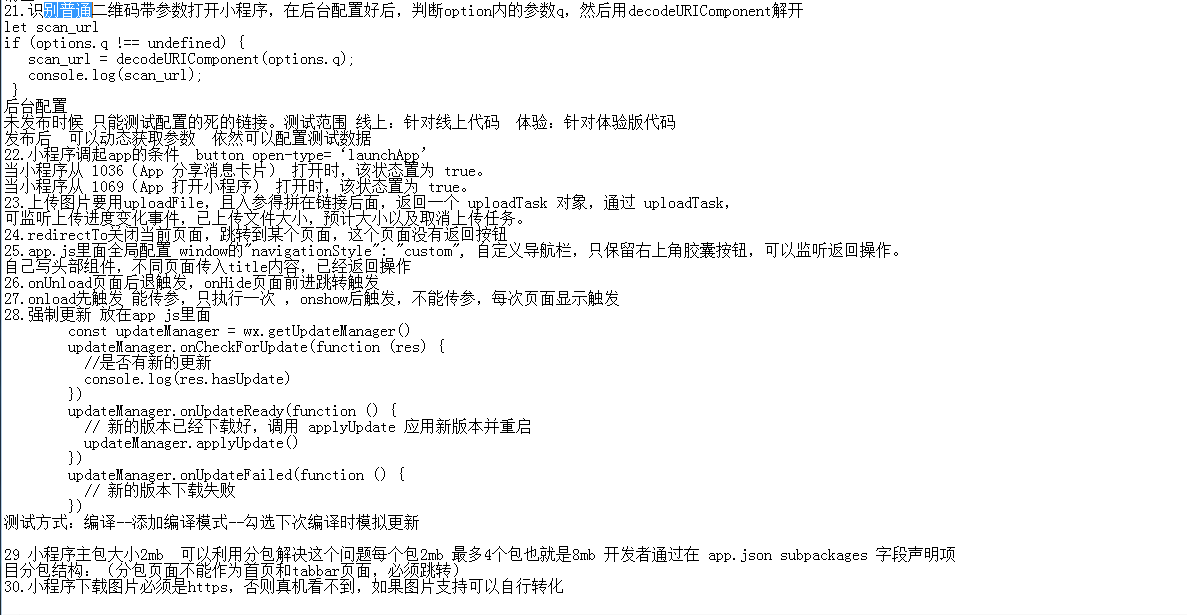 21.识别普通二维码带参数打开小程序，在后台配置好后，判断option内的参数q，然后用decodeURIComponent解开
let scan_url
if (options.q !== undefined) {
   scan_url = decodeURIComponent(options.q);
   console.log(scan_url);
 }
后台配置
未发布时候 只能测试配置的死的链接。测试范围 线上：针对线上代码  体验：针对体验版代码
发布后  可以动态获取参数  依然可以配置测试数据
22.小程序调起app的条件  button open-type=‘launchApp’
当小程序从 1036（App 分享消息卡片） 打开时，该状态置为 true。
当小程序从 1069（App 打开小程序） 打开时，该状态置为 true。
23.上传图片要用uploadFile，且入参得拼在链接后面，返回一个 uploadTask 对象，通过 uploadTask，
可监听上传进度变化事件，已上传文件大小，预计大小以及取消上传任务。
24.redirectTo关闭当前页面，跳转到某个页面，这个页面没有返回按钮
25.app.js里面全局配置 window的"navigationStyle": "custom", 自定义导航栏，只保留右上角胶囊按钮，可以监听返回操作。
自己写头部组件，不同页面传入title内容，已经返回操作
26.onUnload页面后退触发，onHide页面前进跳转触发
27.onload先触发 能传参，只执行一次 ，onshow后触发，不能传参，每次页面显示触发
28.强制更新 放在app js里面
        const updateManager = wx.getUpdateManager()
        updateManager.onCheckForUpdate(function (res) {
          //是否有新的更新
          console.log(res.hasUpdate)
        })
        updateManager.onUpdateReady(function () {
          // 新的版本已经下载好，调用 applyUpdate 应用新版本并重启
          updateManager.applyUpdate()
        })
        updateManager.onUpdateFailed(function () {
          // 新的版本下载失败
        })
测试方式：编译--添加编译模式--勾选下次编译时模拟更新
29 小程序主包大小2mb  可以利用分包解决这个问题每个包2mb 最多4个包也就是8mb 开发者通过在 app.json subpackages 字段声明项
目分包结构：（分包页面不能作为首页和tabbar页面，必须跳转）
30.小程序下载图片必须是https，否则真机看不到，如果图片支持可以自行转化